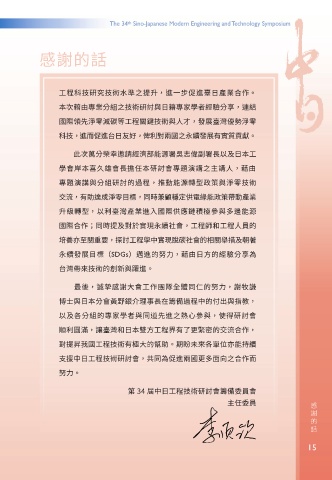 The 34th Sino-Japanese Modern Engineering and Technology Symposium
中日
感謝的話
工程科技研究技術水準之提升，進一步促進臺日產業合作。
本次藉由專業分組之技術研討與日籍專家學者經驗分享，連結
國際領先淨零減碳等工程關鍵技術與人才，發展臺灣優勢淨零
科技，進而促進台日友好，俾利對兩國之永續發展有實質貢獻。
此次萬分榮幸邀請經濟部能源署吳志偉副署長以及日本工
學會岸本喜久雄會長擔任本研討會專題演講之主講人，藉由
專題演講與分組研討的過程，推動能源轉型政策與淨零技術
交流，有助達成淨零目標，同時兼顧穩定供電綠能政策帶動產業
升級轉型，以利臺灣產業進入國際供應鏈積極參與多邊能源
國際合作；同時提及對於實現永續社會，工程師和工程人員的
培養亦至關重要，探討工程學中實現脫碳社會的相關舉措及朝著
永續發展目標（SDGs）邁進的努力，藉由日方的經驗分享為
台灣帶來技術的創新與躍進。
最後，誠摯感謝大會工作團隊全體同仁的努力，謝牧謙
博士與日本分會黃野銀介理事長在籌備過程中的付出與指教，
以及各分組的專家學者與同這先進之熱心參與，使得研討會
順利圓滿，讓臺灣和日本雙方工程界有了更緊密的交流合作，
對提昇我國工程技術有極大的幫助。期盼未來各單位亦能持續
支援中日工程技術研討會，共同為促進兩國更多面向之合作而
努力。
第 34 屆中日工程技術研討會籌備委員會
主任委員
李順欽
感謝的話
15